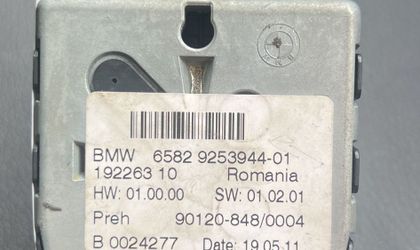 BMW 6582 9253944-01
192263 10 Romania
HW: 01.00.00 SW: 01.02.01
Preh 90120-848/0004
B 0024277 Date: 19.05.11